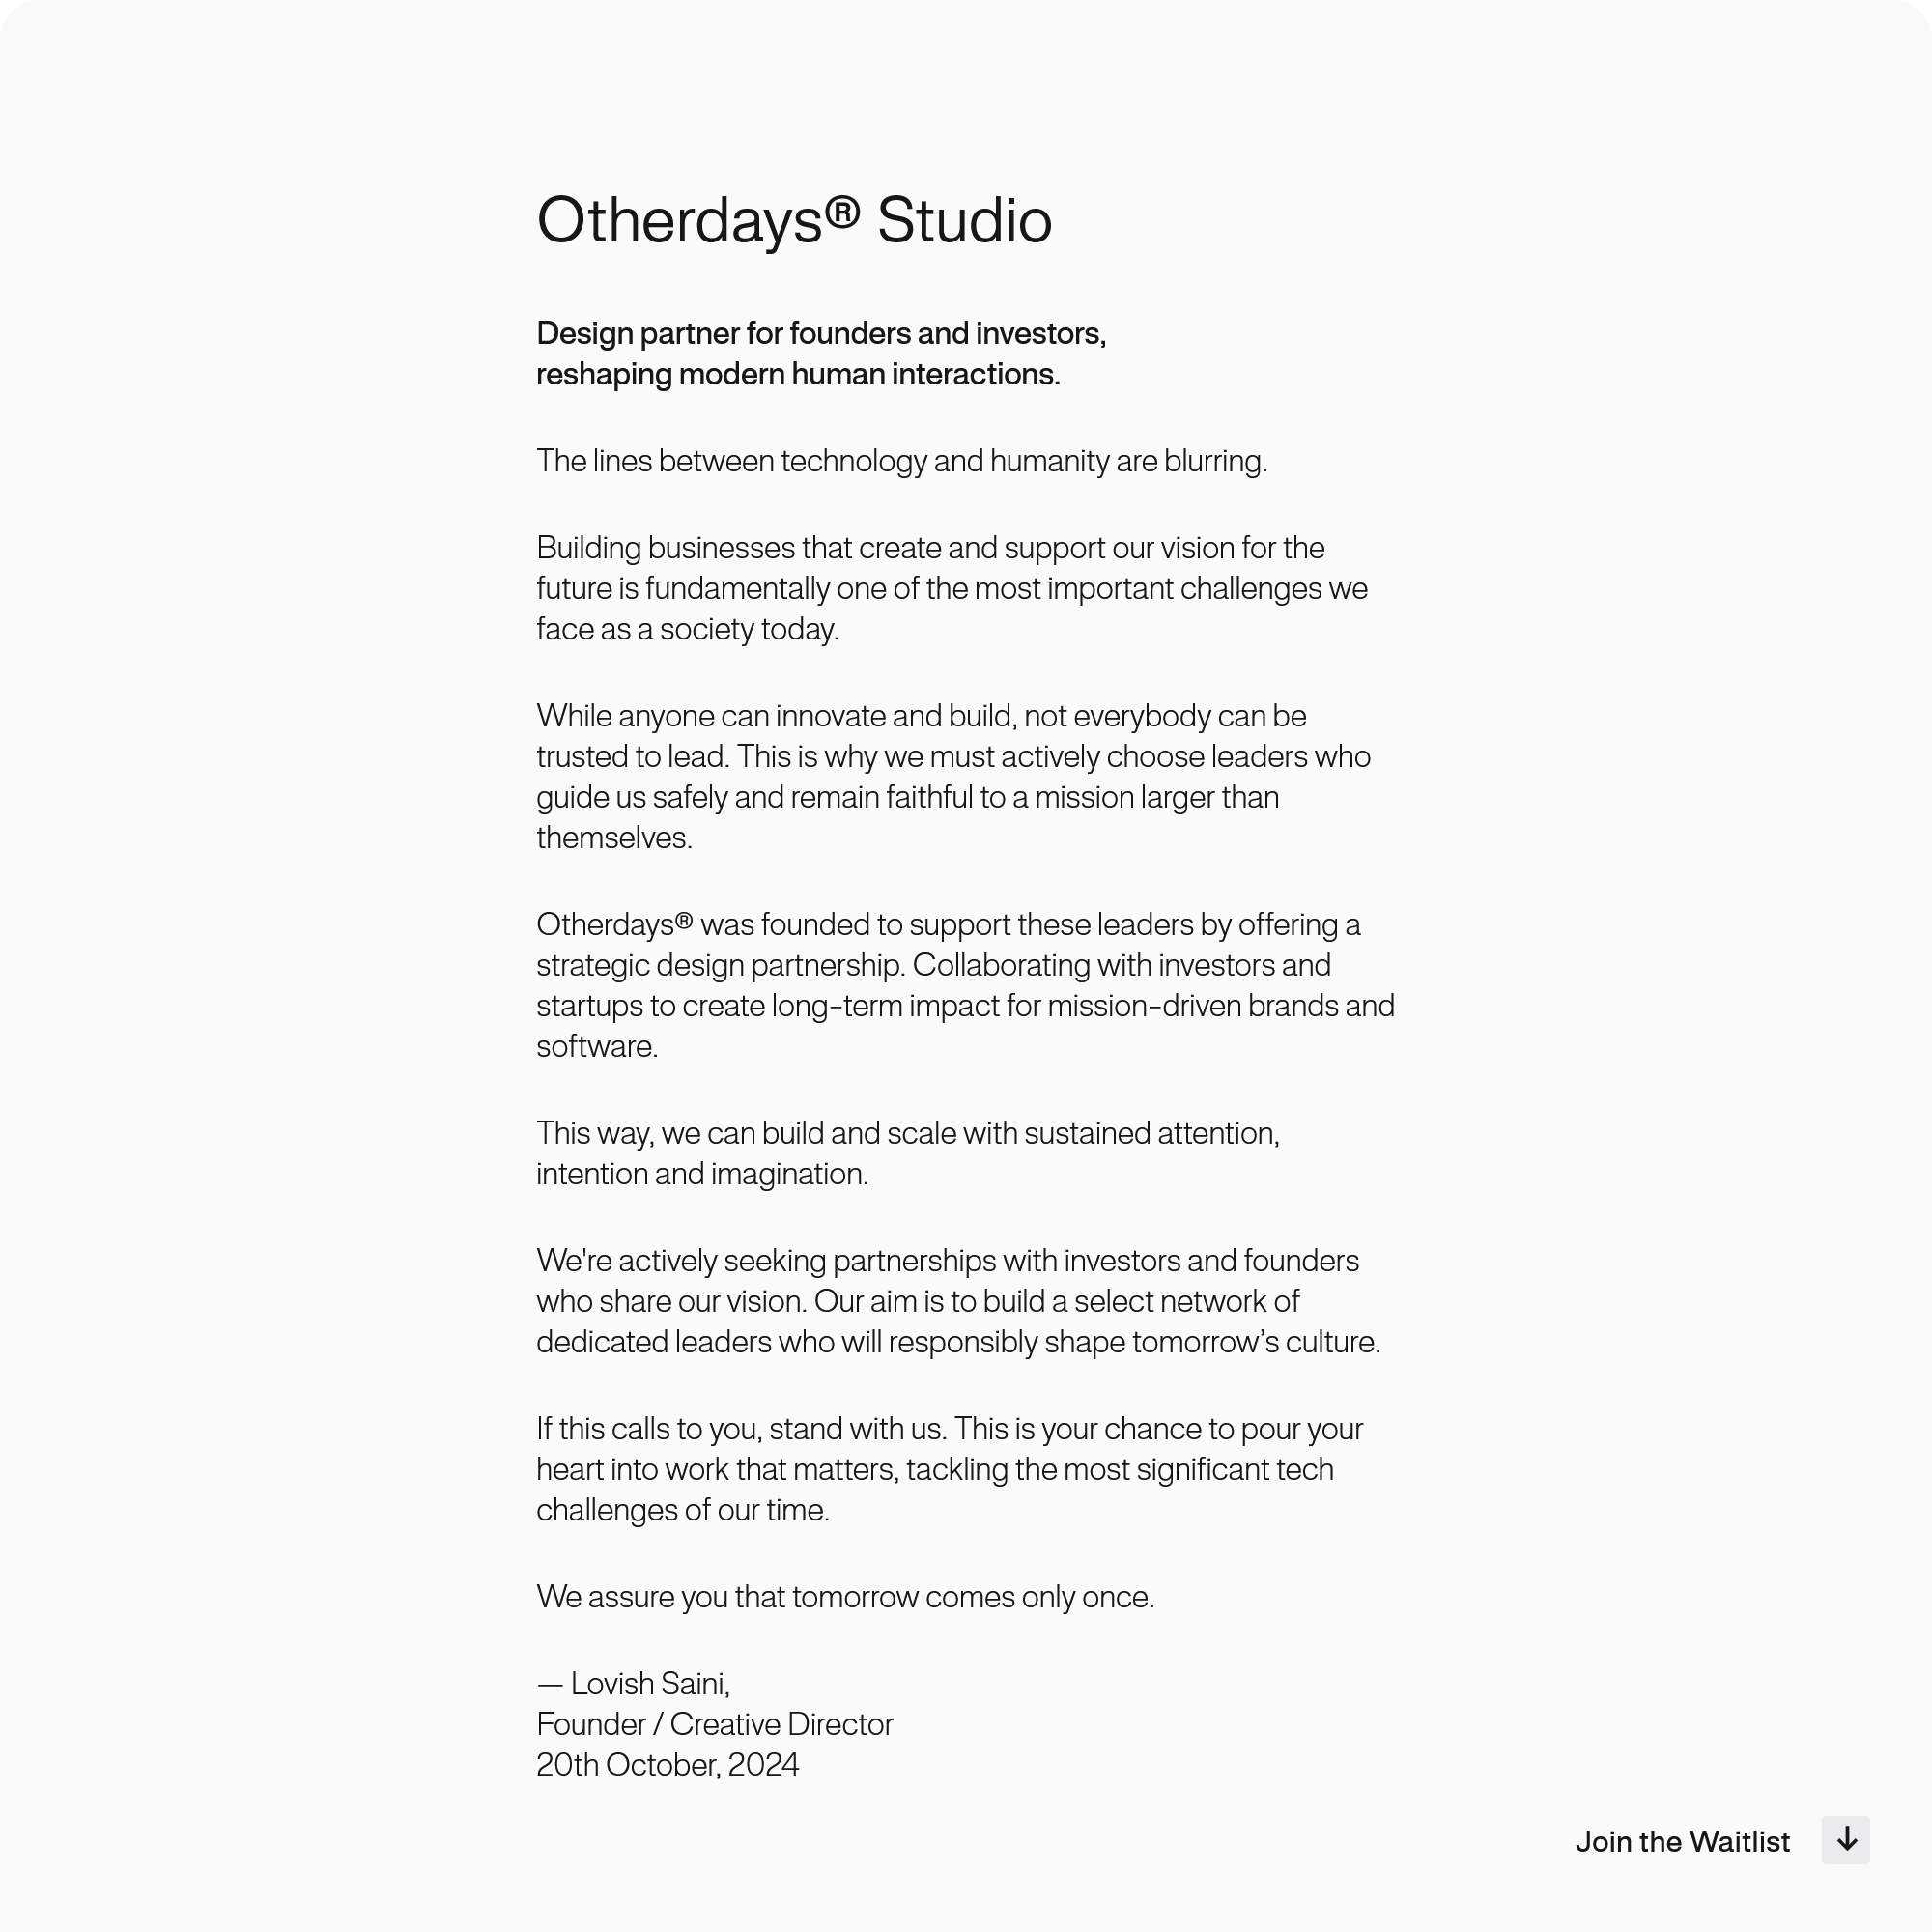 Otherdays® Studio
Design partner for founders and investors,
reshaping modern human interactions.
The lines between technology and humanity are blurring.
Building businesses that create and support our vision for the
future is fundamentally one of the most important challenges we
face as a society today.
While anyone can innovate and build, not everybody can be
trusted to lead. This is why we must actively choose leaders who
guide us safely and remain faithful to a mission larger than
themselves.
Otherdays® was founded to support these leaders by offering a
strategic design partnership. Collaborating with investors and
startups to create long-term impact for mission-driven brands and
software.
This way, we can build and scale with sustained attention,
intention and imagination.
We're actively seeking partnerships with investors and founders
who share our vision. Our aim is to build a select network of
dedicated leaders who will responsibly shape tomorrow’s culture.
If this calls to you, stand with us. This is your chance to pour your
heart into work that matters, tackling the most significant tech
challenges of our time.
We assure you that tomorrow comes only once.
— Lovish Saini,
Founder / Creative Director
20th October, 2024
Join the Waitlist